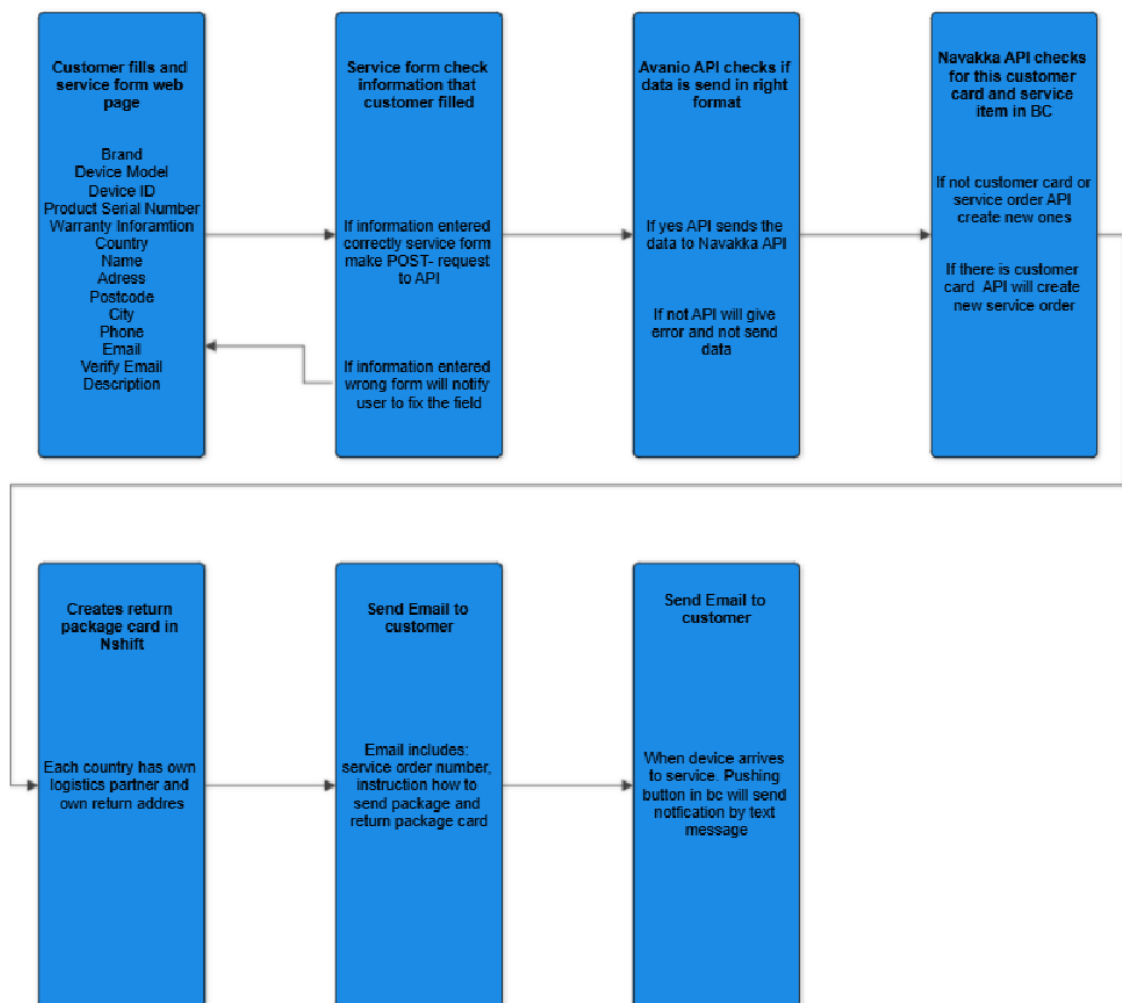 Customer fills and
service form web
page
Brand
Device Model
Device ID
Product Serial Number
Warranty Inforamtion
Country
Name
Adress
Postcode
City
Phone
Email
Verify Email
Description
Service form check
information that
customer filled
If information entered
correctly service form
make POST- request
to API
If information entered
wrong form will notify
user to fix the field
Avanio API checks if
data is send in right
format
If yes API sends the
data to Navakka API
If not API will give
error and not send
data
Navakka API checks
for this customer
card and service
item in BC
If not customer card or
service order API
create new ones
If there is customer
card  API will create
new service order
Creates return
package card in
Nshift
Each country has own
logistics partner and
own return addres
Send Email to
customer
Email includes:
service order number,
instruction how to
send package and
return package card
Send Email to
customer
When device arrives
to service. Pushing
button in bc will send
notfication by text
message